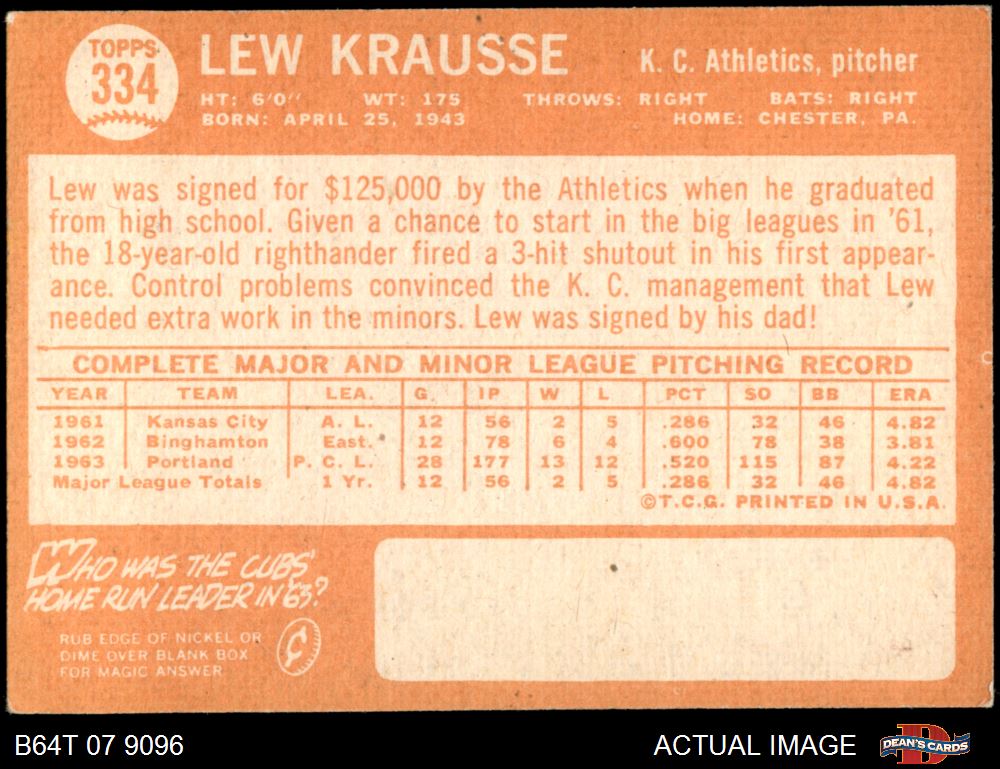 TOPPS
334
LEW KRAUSSE
K. C. Athletics, pitcher
HT: 6'0" WT: 175 THROWS: RIGHT BATS: RIGHT
BORN: APRIL 25, 1943 HOME: CHESTER, PA.
Lew was signed for $125,000 by the Athletics when he graduated
from high school. Given a chance to start in the big leagues in '61,
the 18-year-old righthander fired a 3-hit shutout in his first appear-
ance. Control problems convinced the K. C. management that Lew
needed extra work in the minors. Lew was signed by his dad!
COMPLETE MAJOR AND MINOR LEAGUE PITCHING RECORD
YEAR TEAM LEA. G. IP W L PCT SO BB ERA
1961 Kansas City A. L. 12 56 2 5 .286 32 46 4.82
1962 Binghamton East. 12 78 6 4 .600 78 38 3.81
1963 Portland P. C. L. 28 177 13 12 .520 115 87 4.22
Major League Totals 1 Yr. 12 56 2 5 .286 32 46 4.82
©T.C.G. PRINTED IN U.S.A.
WHO WAS THE CUBS'
HOME RUN LEADER IN '63?
RUB EDGE OF NICKEL OR
DIME OVER BLANK BOX
FOR MAGIC ANSWER
¢
B64T 07 9096
ACTUAL IMAGE
D
DEAN'S CARDS